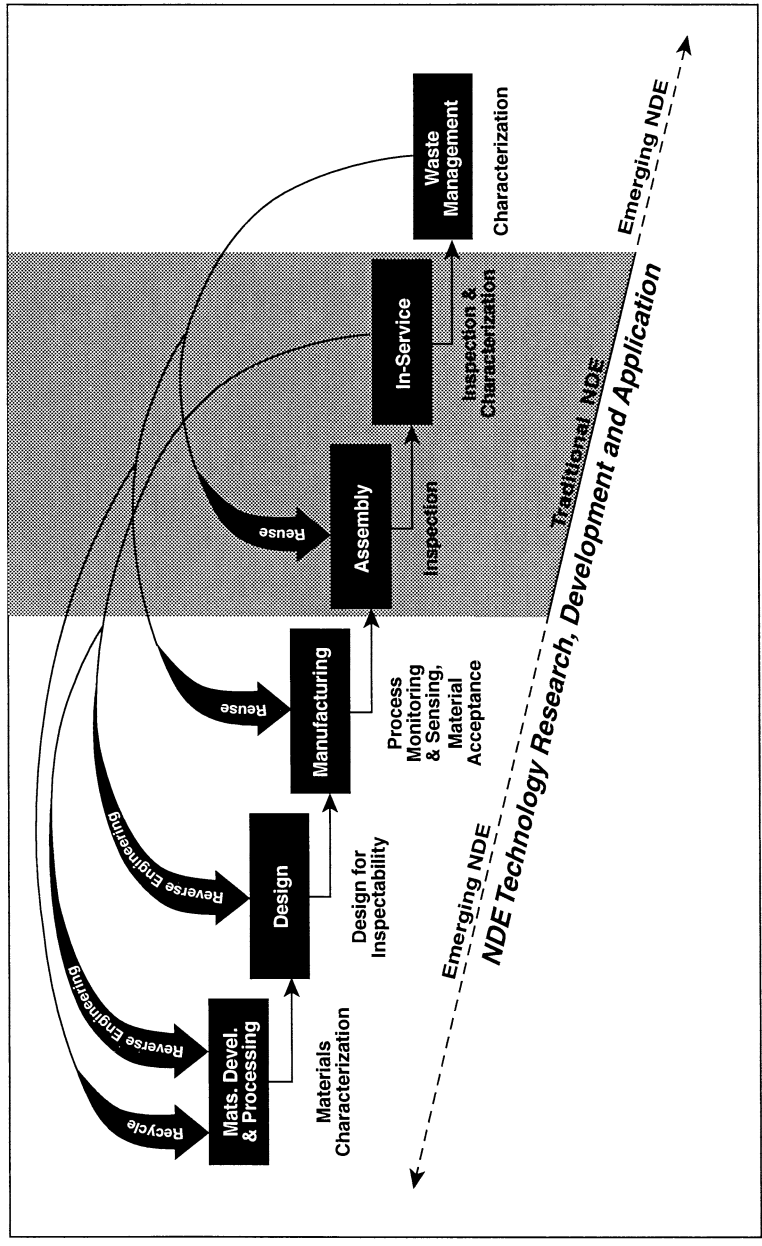 Recycle
Reverse Engineering
Reverse Engineering
Reuse
Reuse
Mats. Devel.
& Processing
Materials
Characterization
Design
Design for
Inspectability
Manufacturing
Process
Monitoring
& Sensing,
Material
Acceptance
Assembly
Inspection
In-Service
Inspection &
Characterization
Waste
Management
Characterization
Emerging NDE
Traditional NDE
Emerging NDE
NDE Technology Research, Development and Application